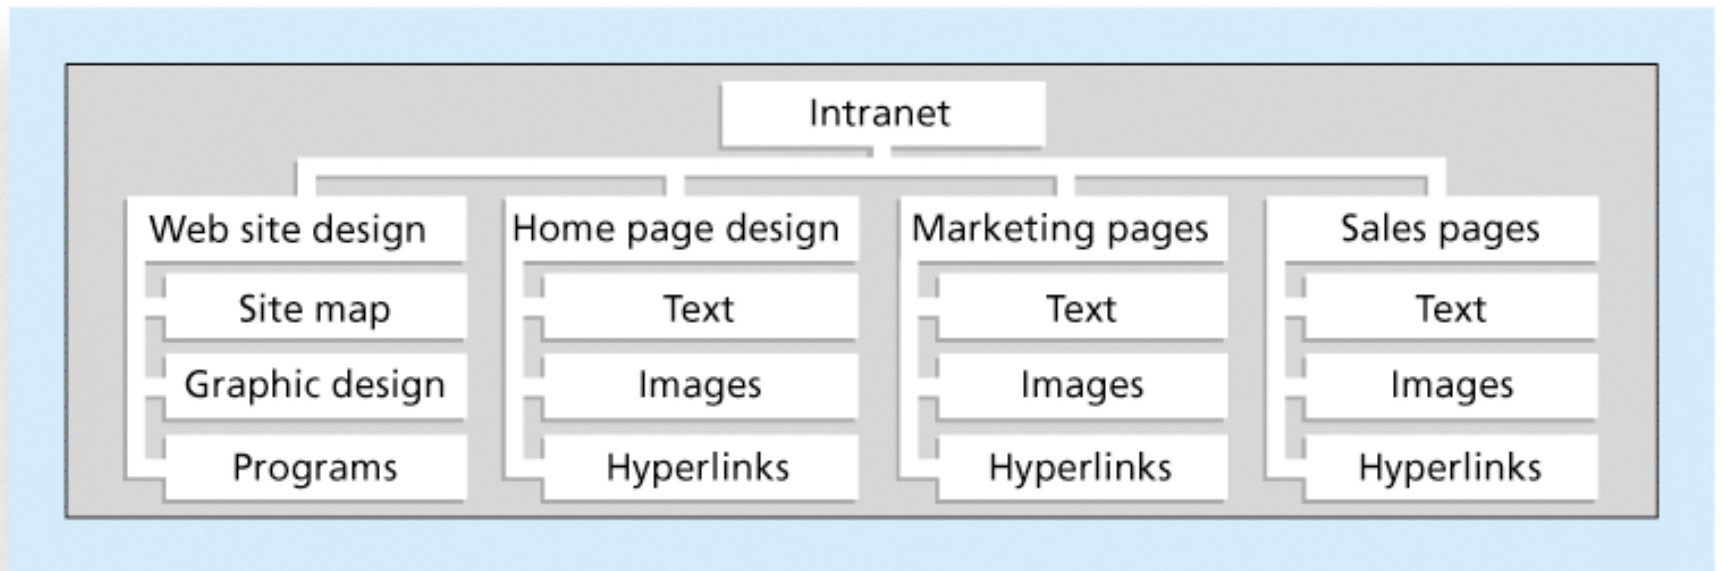 Intranet
Web site design
Site map
Graphic design
Programs
Home page design
Text
Images
Hyperlinks
Marketing pages
Text
Images
Hyperlinks
Sales pages
Text
Images
Hyperlinks